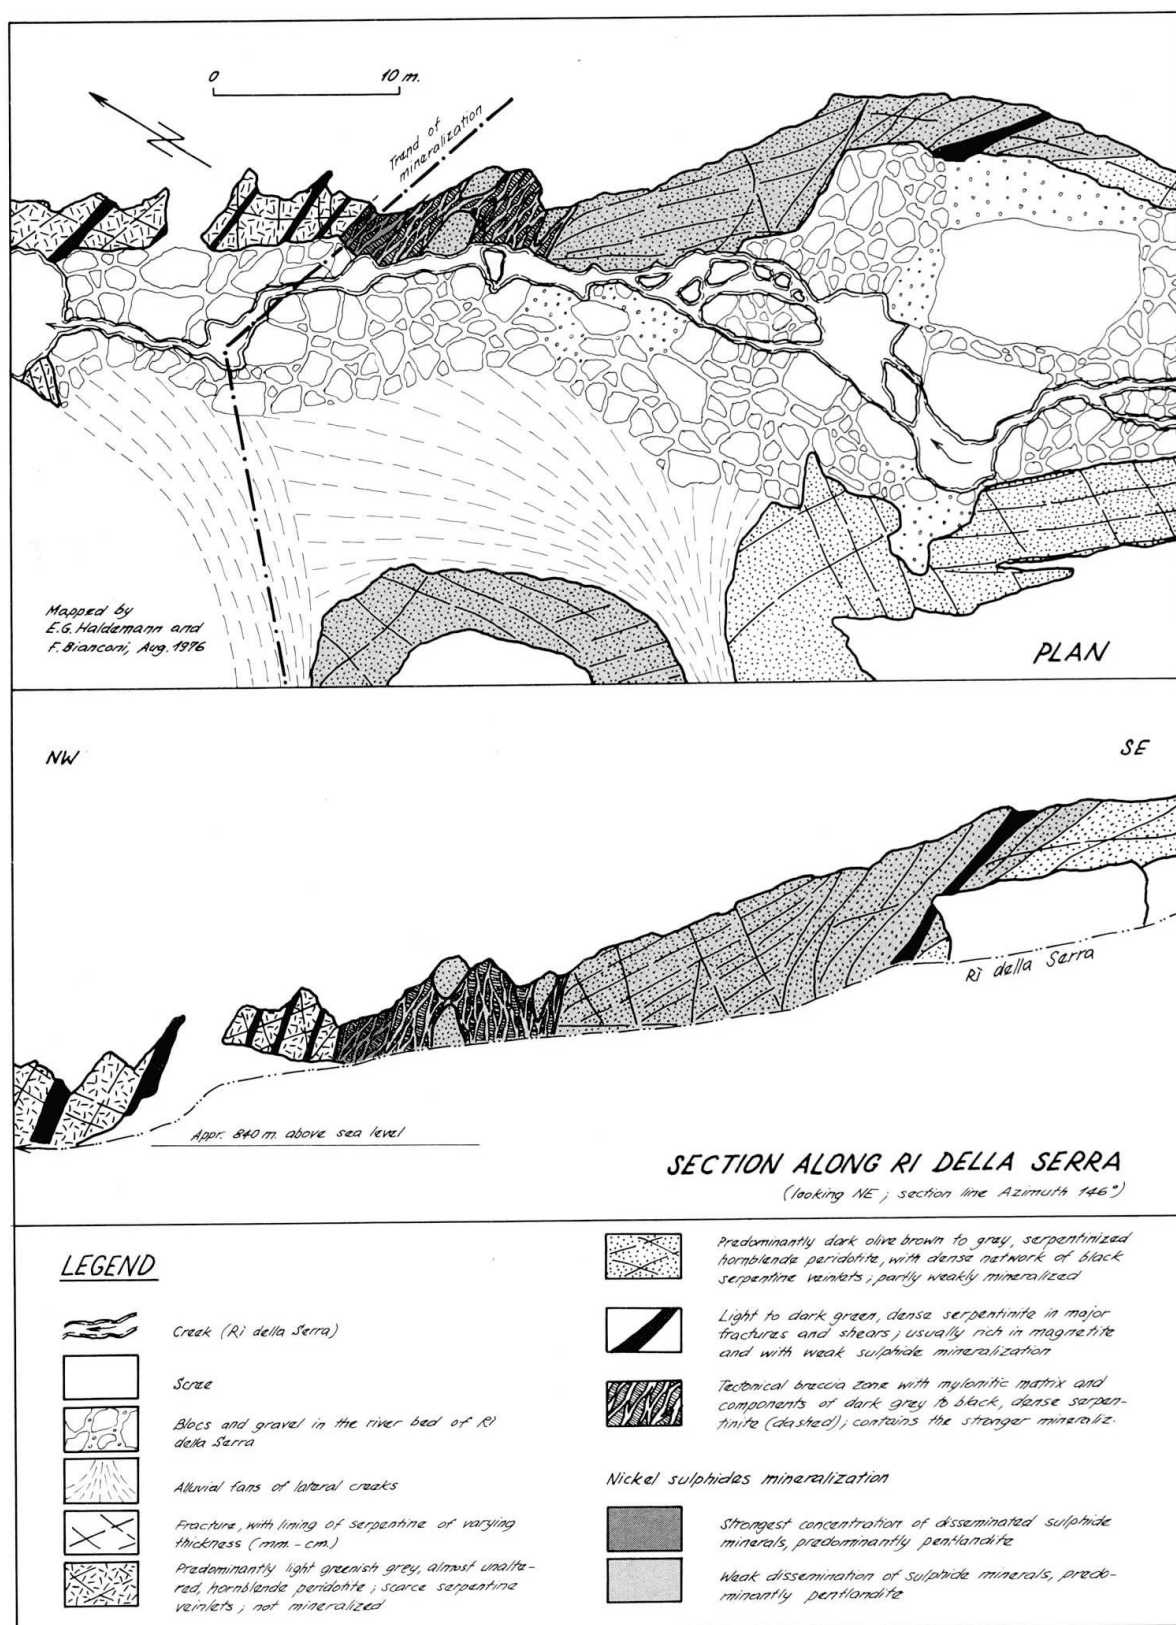 0 10 m.
Trend of
mineralization
Mapped by
E.G. Haldemann and
F. Bianconi, Aug. 1976
PLAN
NW
SE
Ri della Serra
Appr. 840 m. above sea level
SECTION ALONG RI DELLA SERRA
(looking NE ; section line Azimuth 146°)
LEGEND
Creek (Ri della Serra)
Scree
Blocs and gravel in the river bed of Ri
della Serra
Alluvial fans of lateral creeks
Fracture, with lining of serpentine of varying
thickness (mm. - cm.)
Predominantly light greenish grey, almost unalte-
red, hornblende peridotite ; scarce serpentine
veinlets ; not mineralized
Predominantly dark olive brown to grey, serpentinized
hornblende peridotite, with dense network of black
serpentine veinlets ; partly weakly mineralized
Light to dark green, dense serpentinite in major
fractures and shears ; usually rich in magnetite
and with weak sulphide mineralization
Tectonical breccia zone with mylonitic matrix and
components of dark grey to black, dense serpen-
tinite (dashed) ; contains the stronger mineraliz.
Nickel sulphides mineralization
Strongest concentration of disseminated sulphide
minerals, predominantly pentlandite
Weak dissemination of sulphide minerals, predo-
minantly pentlandite